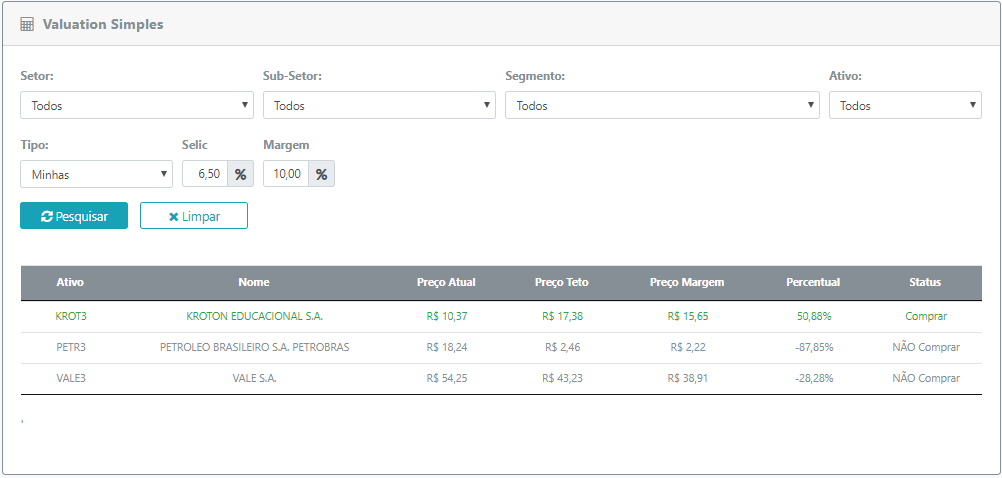 Valuation Simples
Setor: Sub-Setor: Segmento: Ativo:
Todos Todos Todos Todos
Tipo: Selic Margem
Minhas 6,50 % 10,00 %
Pesquisar Limpar
Ativo Nome Preço Atual Preço Teto Preço Margem Percentual Status
KROT3 KROTON EDUCACIONAL S.A. R$ 10,37 R$ 17,38 R$ 15,65 50,88% Comprar
PETR3 PETROLEO BRASILEIRO S.A. PETROBRAS R$ 18,24 R$ 2,46 R$ 2,22 -87,85% NÃO Comprar
VALE3 VALE S.A. R$ 54,25 R$ 43,23 R$ 38,91 -28,28% NÃO Comprar